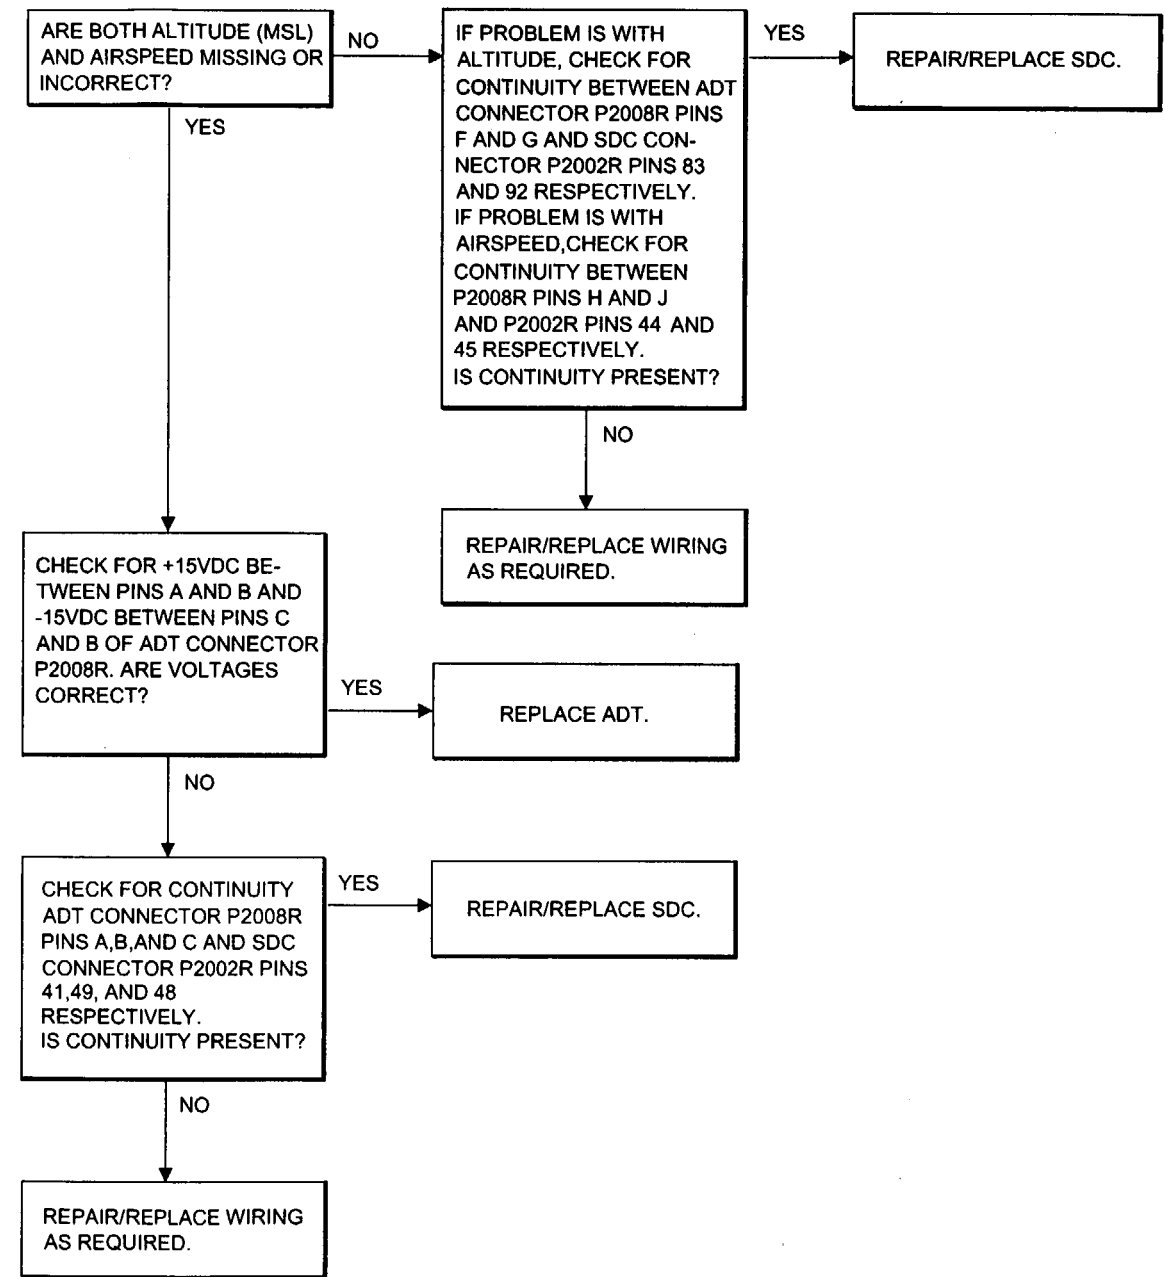 ARE BOTH ALTITUDE (MSL)
AND AIRSPEED MISSING OR
INCORRECT?
NO
YES
IF PROBLEM IS WITH
ALTITUDE, CHECK FOR
CONTINUITY BETWEEN ADT
CONNECTOR P2008R PINS
F AND G AND SDC CON-
NECTOR P2002R PINS 83
AND 92 RESPECTIVELY.
IF PROBLEM IS WITH
AIRSPEED,CHECK FOR
CONTINUITY BETWEEN
P2008R PINS H AND J
AND P2002R PINS 44 AND
45 RESPECTIVELY.
IS CONTINUITY PRESENT?
YES
REPAIR/REPLACE SDC.
NO
REPAIR/REPLACE WIRING
AS REQUIRED.
CHECK FOR +15VDC BE-
TWEEN PINS A AND B AND
-15VDC BETWEEN PINS C
AND B OF ADT CONNECTOR
P2008R. ARE VOLTAGES
CORRECT?
YES
REPLACE ADT.
NO
CHECK FOR CONTINUITY
ADT CONNECTOR P2008R
PINS A,B,AND C AND SDC
CONNECTOR P2002R PINS
41,49, AND 48
RESPECTIVELY.
IS CONTINUITY PRESENT?
YES
REPAIR/REPLACE SDC.
NO
REPAIR/REPLACE WIRING
AS REQUIRED.